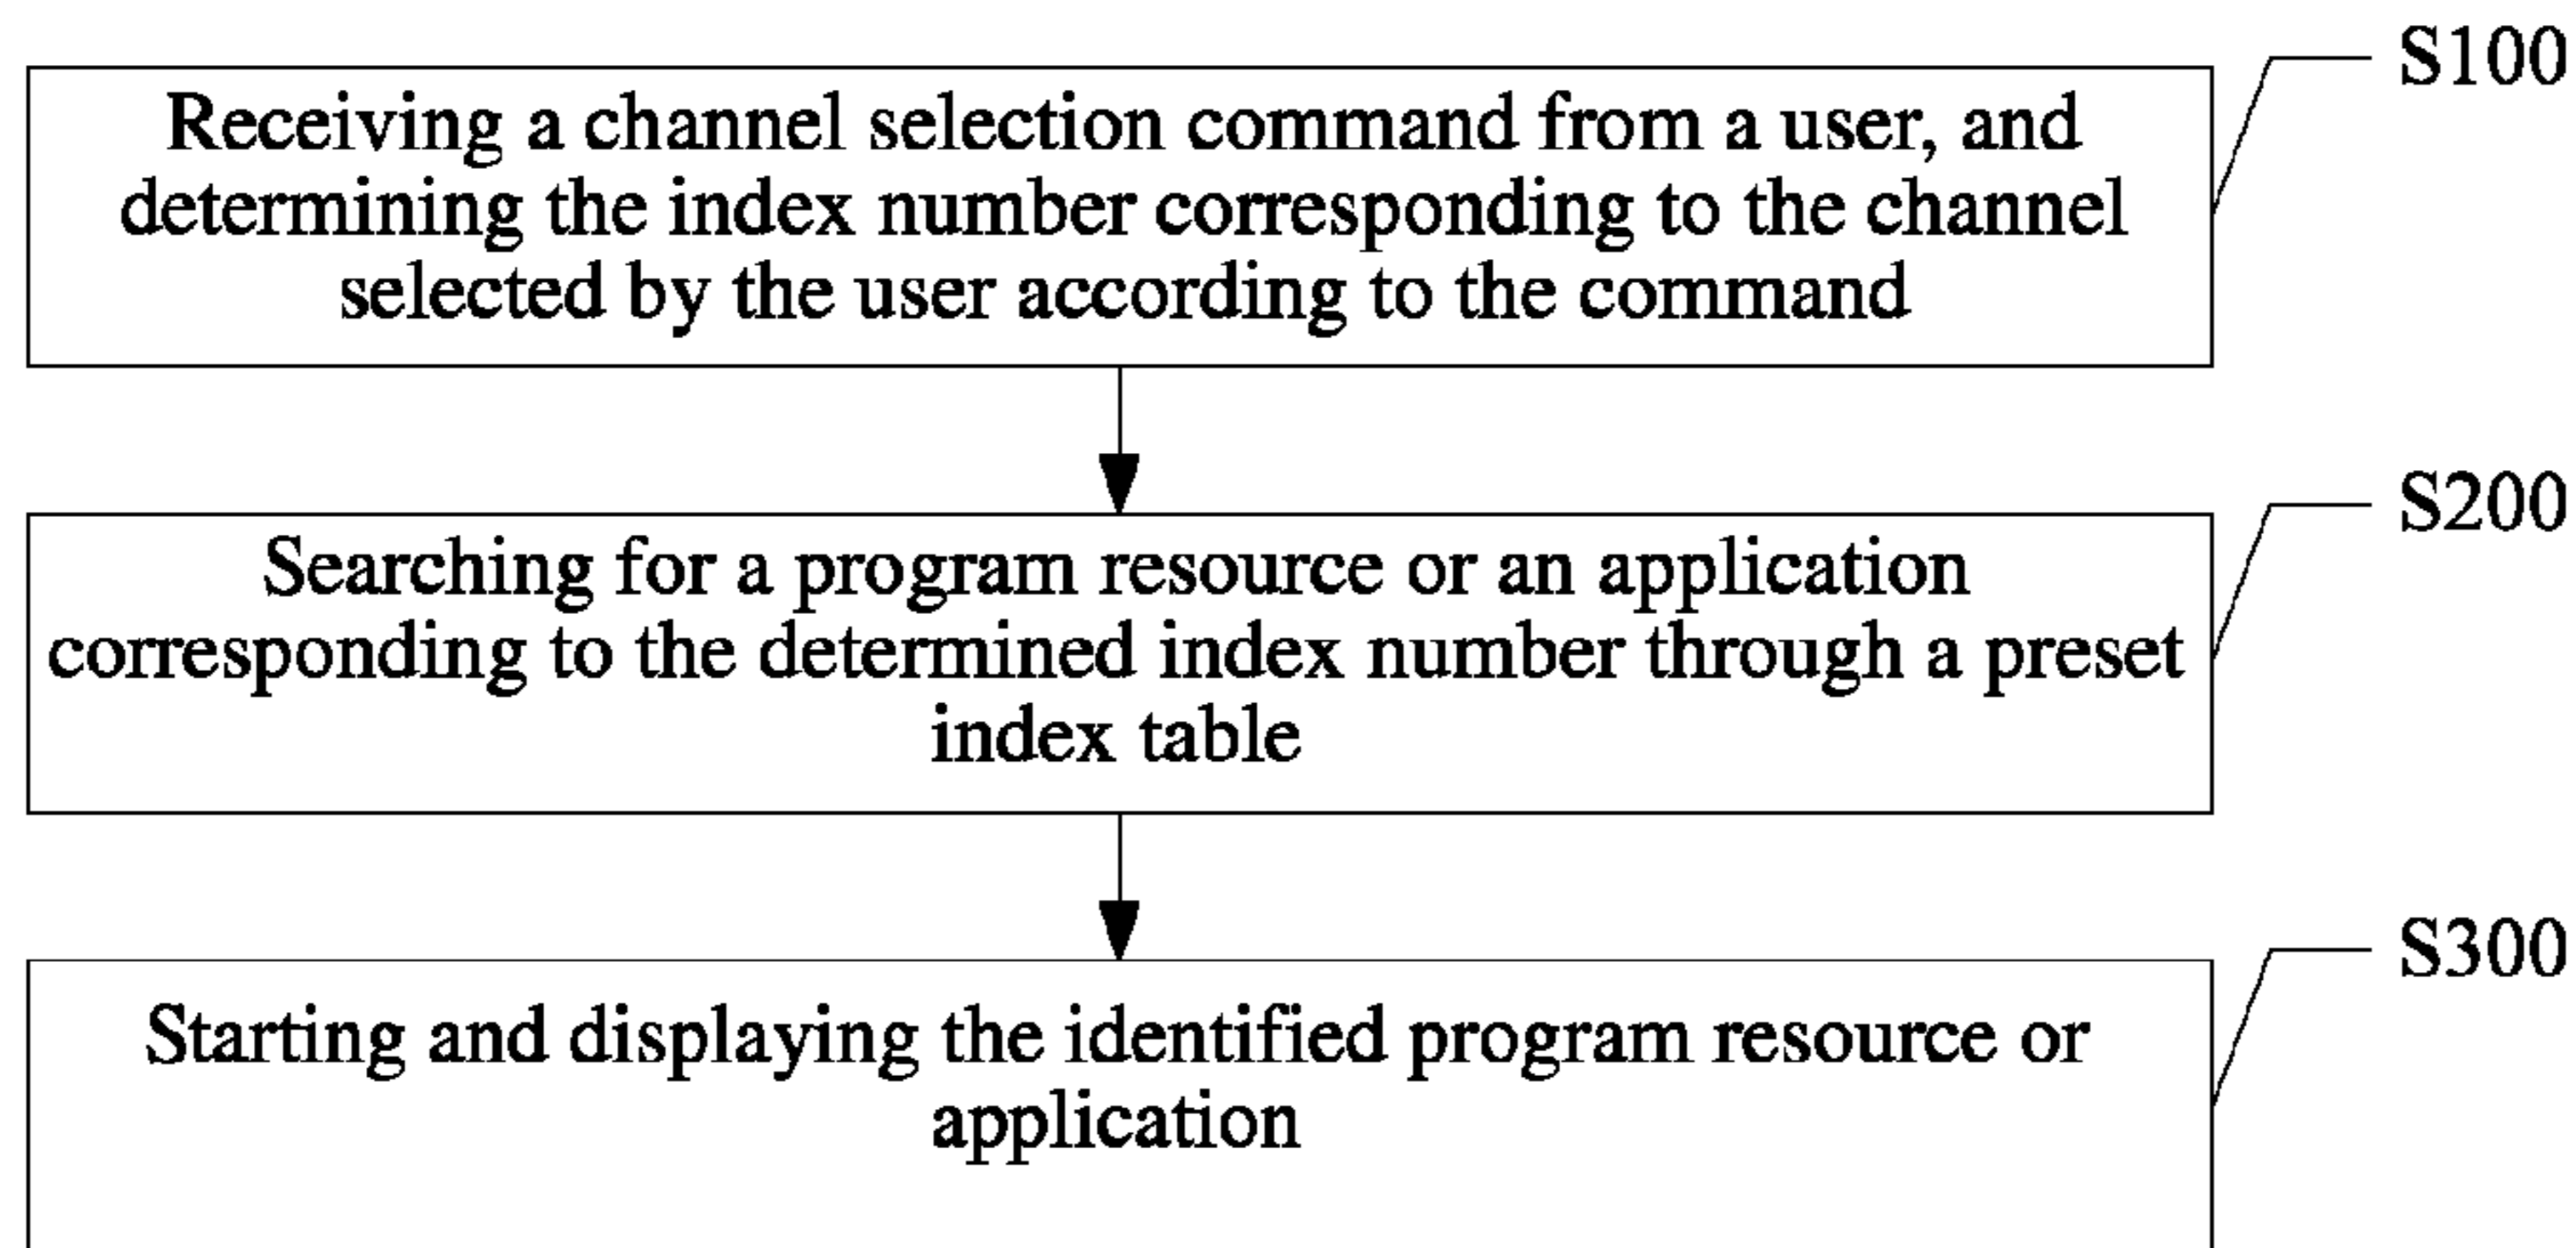 S100
Receiving a channel selection command from a user, and
determining the index number corresponding to the channel
selected by the user according to the command
S200
Searching for a program resource or an application
corresponding to the determined index number through a preset
index table
S300
Starting and displaying the identified program resource or
application